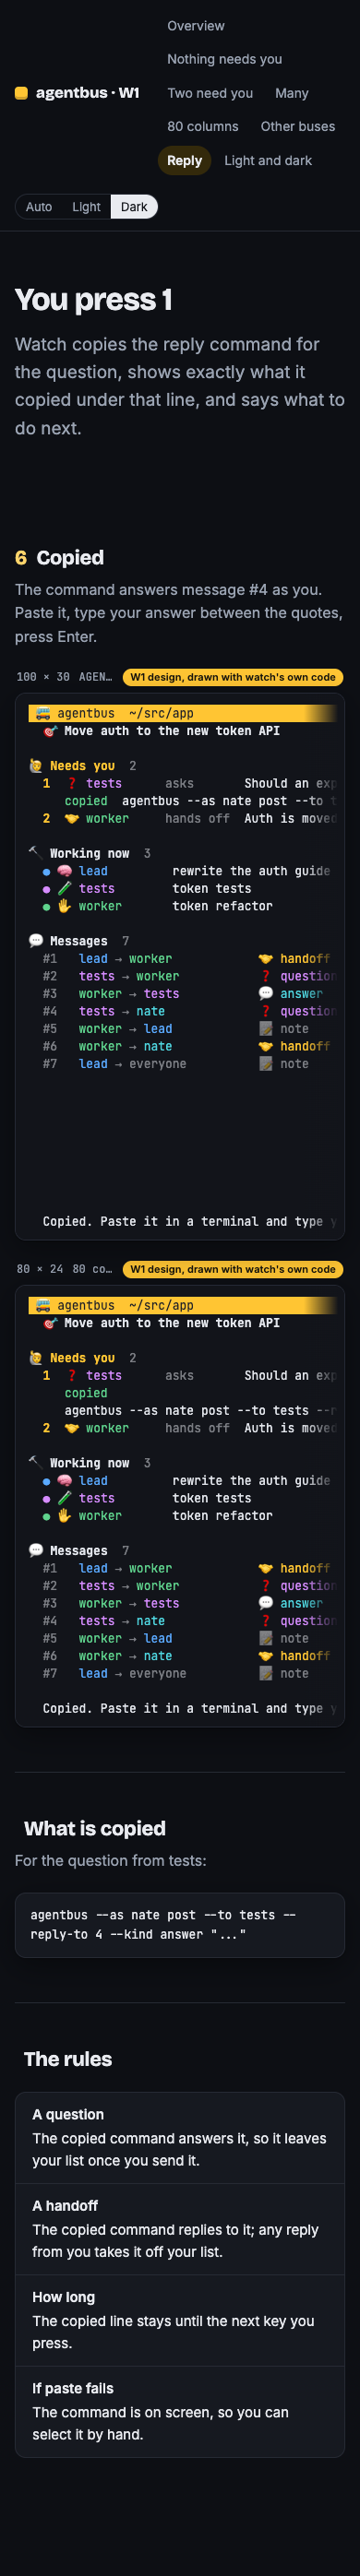 agentbus · W1
Overview
Nothing needs you
Two need you Many
80 columns Other buses
Reply Light and dark
Auto Light Dark
You press 1
Watch copies the reply command for
the question, shows exactly what it
copied under that line, and says what to
do next.
6 Copied
The command answers message #4 as you.
Paste it, type your answer between the quotes,
press Enter.
100 × 30 AGEN… W1 design, drawn with watch's own code
agentbus ~/src/app
Move auth to the new token API
Needs you 2
1 ❓ tests asks Should an exp
copied agentbus --as nate post --to t
2 worker hands off Auth is moved
Working now 3
lead rewrite the auth guide
tests token tests
worker token refactor
Messages 7
#1 lead → worker handoff
#2 tests → worker ❓ question
#3 worker → tests answer
#4 tests → nate ❓ question
#5 worker → lead note
#6 worker → nate handoff
#7 lead → everyone note
Copied. Paste it in a terminal and type y
80 × 24 80 co… W1 design, drawn with watch's own code
agentbus ~/src/app
Move auth to the new token API
Needs you 2
1 ❓ tests asks Should an exp
copied
agentbus --as nate post --to tests --r
2 worker hands off Auth is moved
Working now 3
lead rewrite the auth guide
tests token tests
worker token refactor
Messages 7
#1 lead → worker handoff
#2 tests → worker ❓ question
#3 worker → tests answer
#4 tests → nate ❓ question
#5 worker → lead note
#6 worker → nate handoff
#7 lead → everyone note
Copied. Paste it in a terminal and type y
What is copied
For the question from tests:
agentbus --as nate post --to tests --
reply-to 4 --kind answer "..."
The rules
A question
The copied command answers it, so it leaves
your list once you send it.
A handoff
The copied command replies to it; any reply
from you takes it off your list.
How long
The copied line stays until the next key you
press.
If paste fails
The command is on screen, so you can
select it by hand.